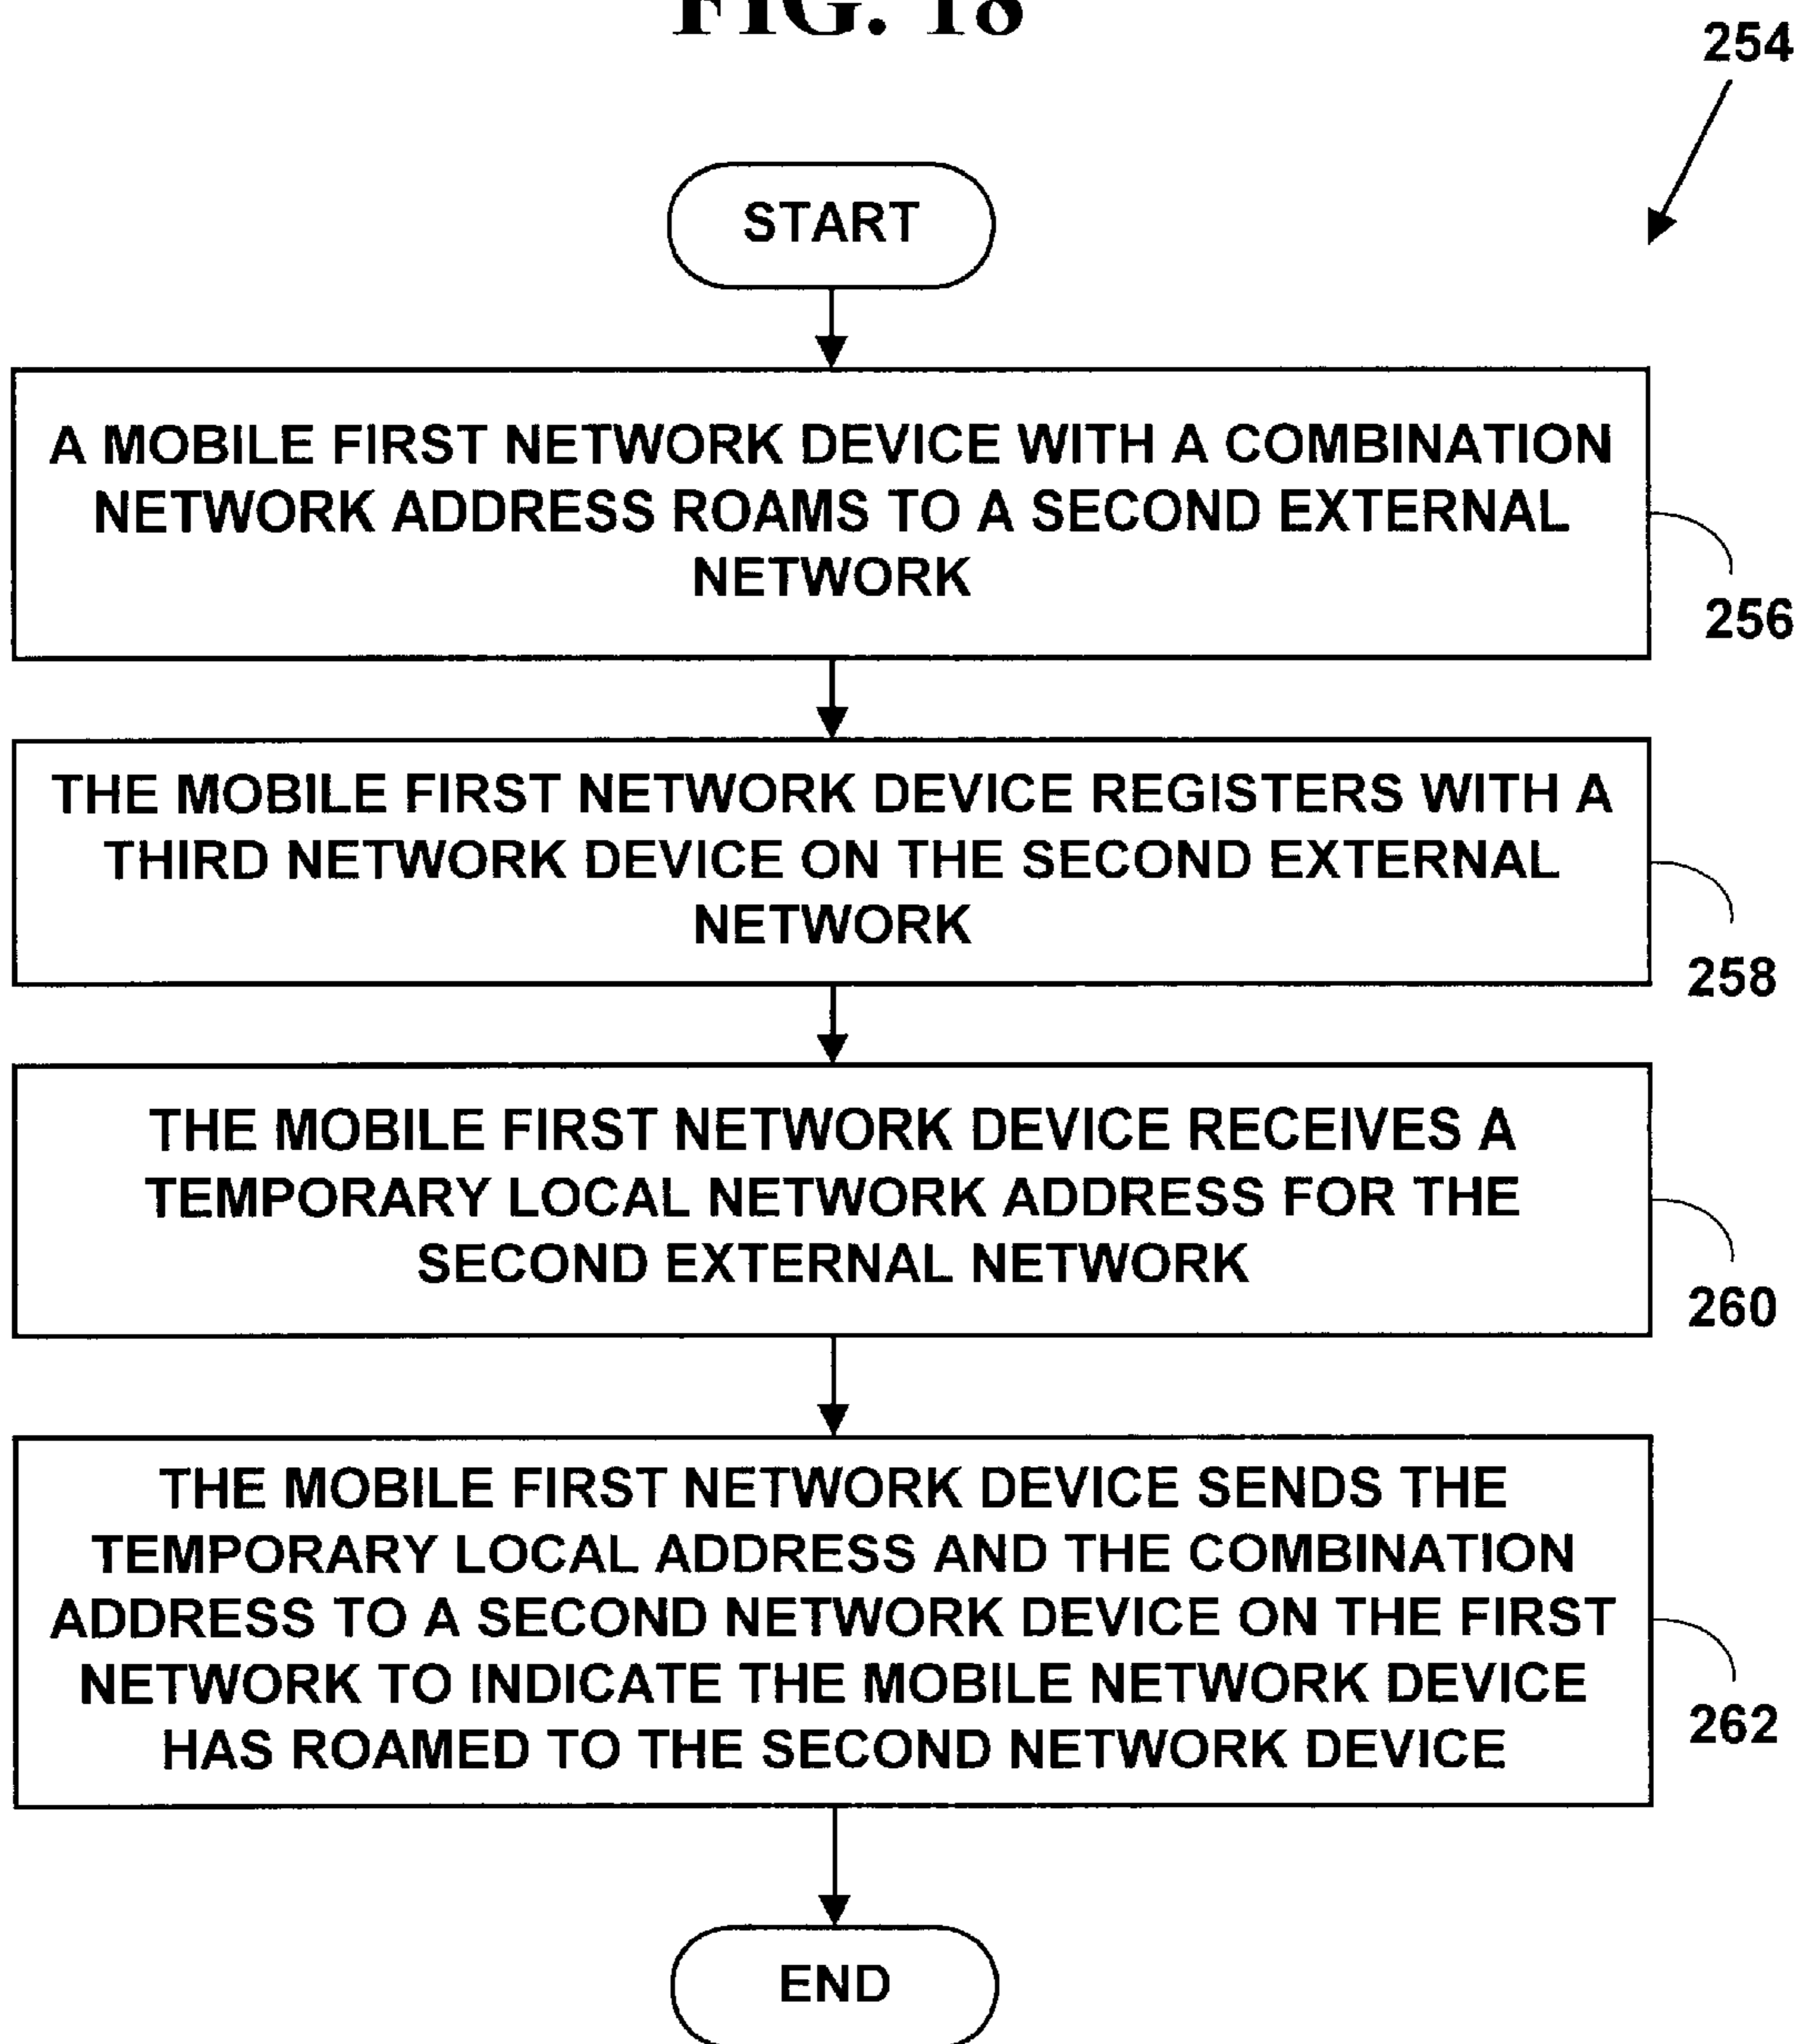 FIG. 18
254
START
A MOBILE FIRST NETWORK DEVICE WITH A COMBINATION
NETWORK ADDRESS ROAMS TO A SECOND EXTERNAL
NETWORK
256
THE MOBILE FIRST NETWORK DEVICE REGISTERS WITH A
THIRD NETWORK DEVICE ON THE SECOND EXTERNAL
NETWORK
258
THE MOBILE FIRST NETWORK DEVICE RECEIVES A
TEMPORARY LOCAL NETWORK ADDRESS FOR THE
SECOND EXTERNAL NETWORK
260
THE MOBILE FIRST NETWORK DEVICE SENDS THE
TEMPORARY LOCAL ADDRESS AND THE COMBINATION
ADDRESS TO A SECOND NETWORK DEVICE ON THE FIRST
NETWORK TO INDICATE THE MOBILE NETWORK DEVICE
HAS ROAMED TO THE SECOND NETWORK DEVICE
262
END